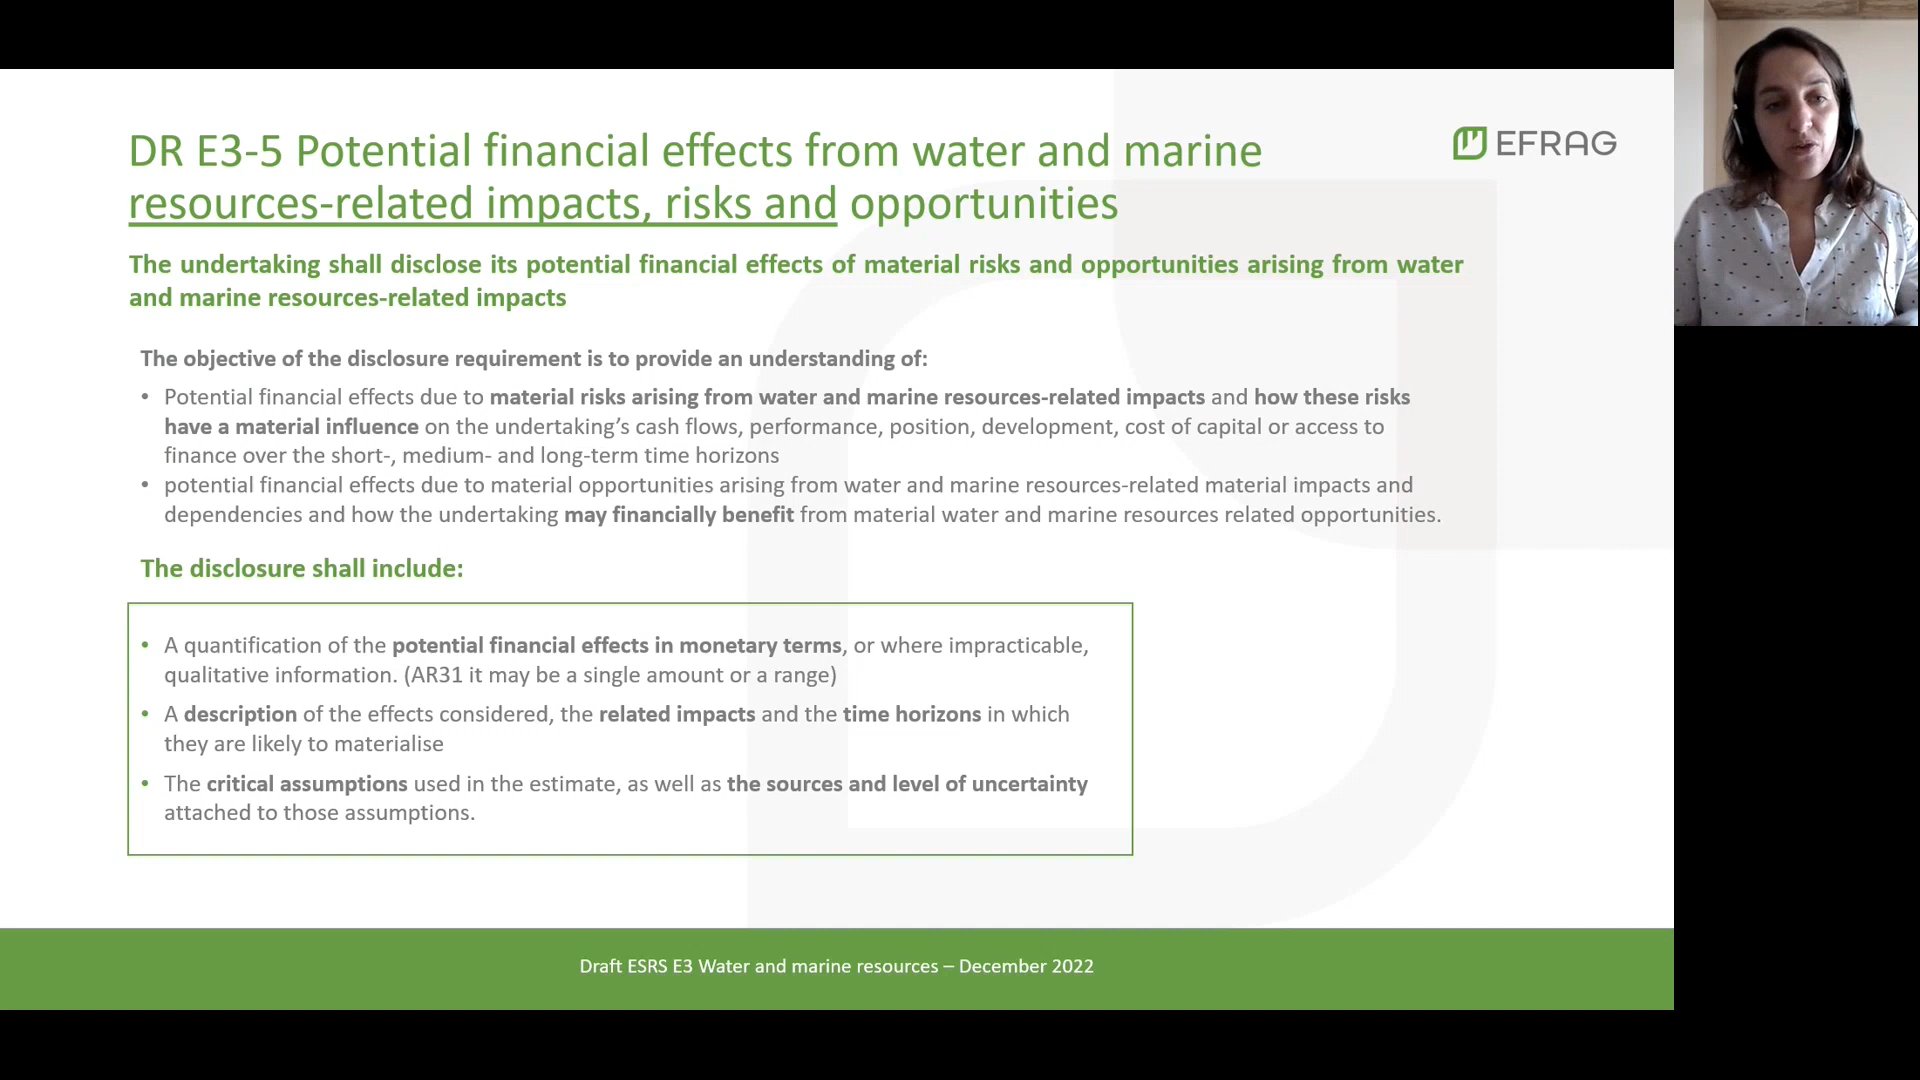 DR E3-5 Potential financial effects from water and marine
resources-related impacts, risks and opportunities
EFRAG
The undertaking shall disclose its potential financial effects of material risks and opportunities arising from water
and marine resources-related impacts
The objective of the disclosure requirement is to provide an understanding of:
• Potential financial effects due to material risks arising from water and marine resources-related impacts and how these risks
have a material influence on the undertaking’s cash flows, performance, position, development, cost of capital or access to
finance over the short-, medium- and long-term time horizons
• potential financial effects due to material opportunities arising from water and marine resources-related material impacts and
dependencies and how the undertaking may financially benefit from material water and marine resources related opportunities.
The disclosure shall include:
• A quantification of the potential financial effects in monetary terms, or where impracticable,
qualitative information. (AR31 it may be a single amount or a range)
• A description of the effects considered, the related impacts and the time horizons in which
they are likely to materialise
• The critical assumptions used in the estimate, as well as the sources and level of uncertainty
attached to those assumptions.
Draft ESRS E3 Water and marine resources – December 2022